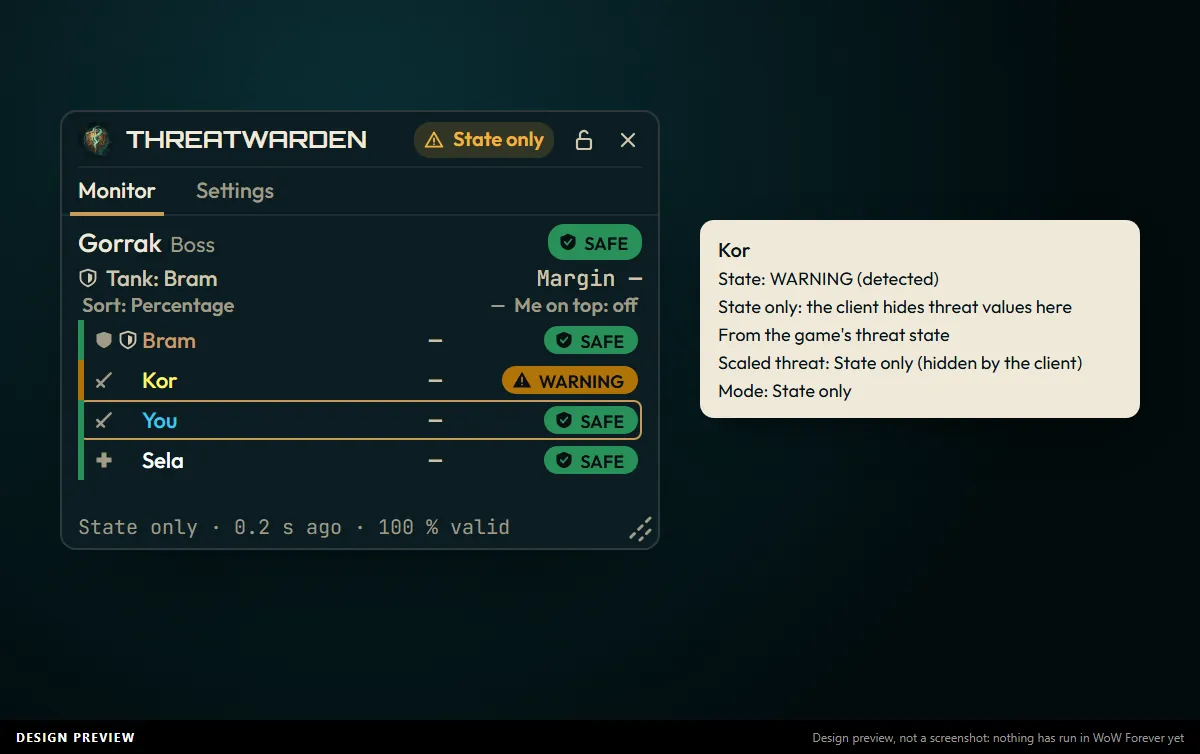 THREATWARDEN
State only
Monitor
Settings
Gorrak Boss
SAFE
Tank: Bram
Margin –
Sort: Percentage
– Me on top: off
Bram – SAFE
Kor – WARNING
You – SAFE
Sela – SAFE
State only · 0.2 s ago · 100 % valid
Kor
State: WARNING (detected)
State only: the client hides threat values here
From the game's threat state
Scaled threat: State only (hidden by the client)
Mode: State only
DESIGN PREVIEW
Design preview, not a screenshot: nothing has run in WoW Forever yet